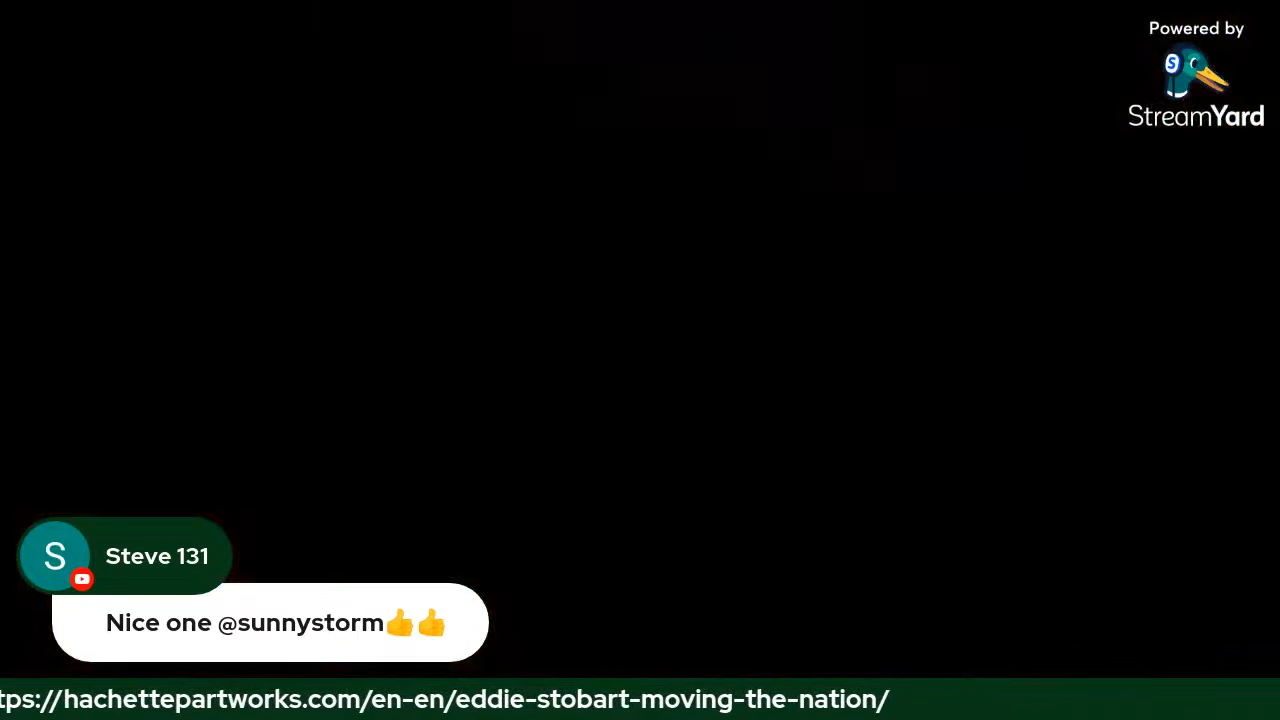 Powered by
S
StreamYard
S
Steve 131
Nice one @sunnystorm👍👍
tps://hachettepartworks.com/en-en/eddie-stobart-moving-the-nation/